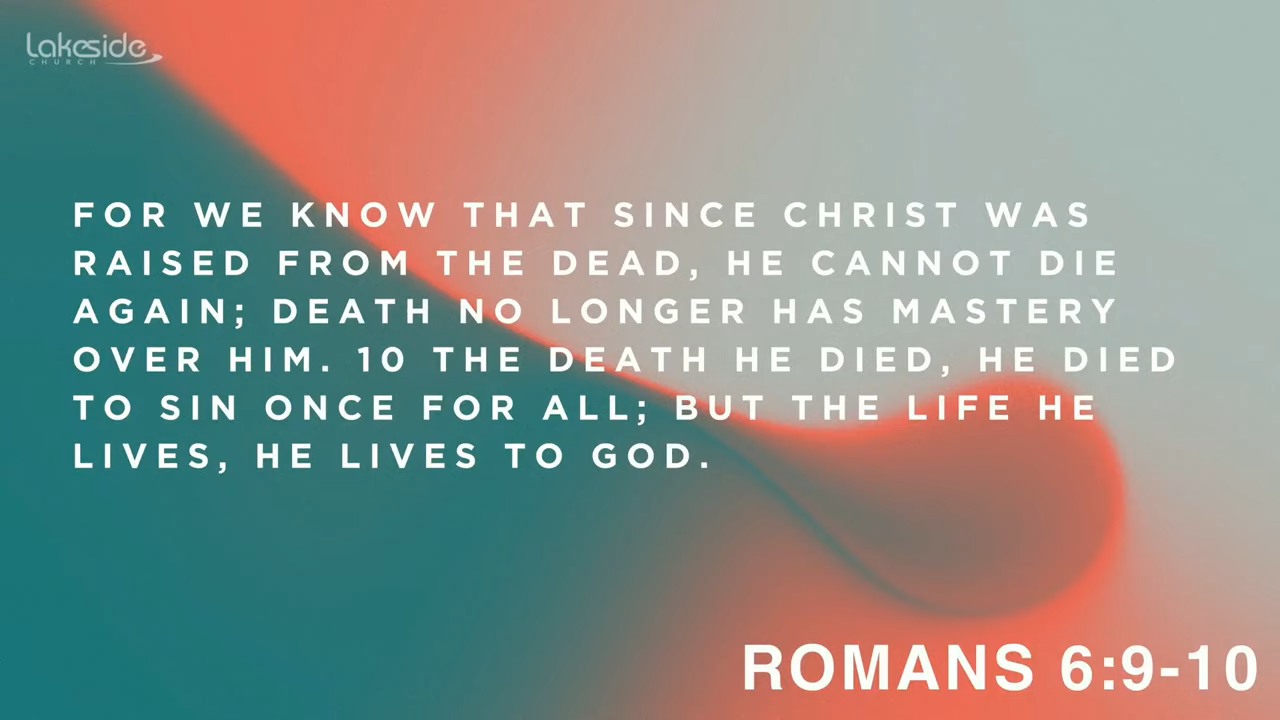 Lakeside
CHURCH
FOR WE KNOW THAT SINCE CHRIST WAS
RAISED FROM THE DEAD, HE CANNOT DIE
AGAIN; DEATH NO LONGER HAS MASTERY
OVER HIM. 10 THE DEATH HE DIED, HE DIED
TO SIN ONCE FOR ALL; BUT THE LIFE HE
LIVES, HE LIVES TO GOD.
ROMANS 6:9-10